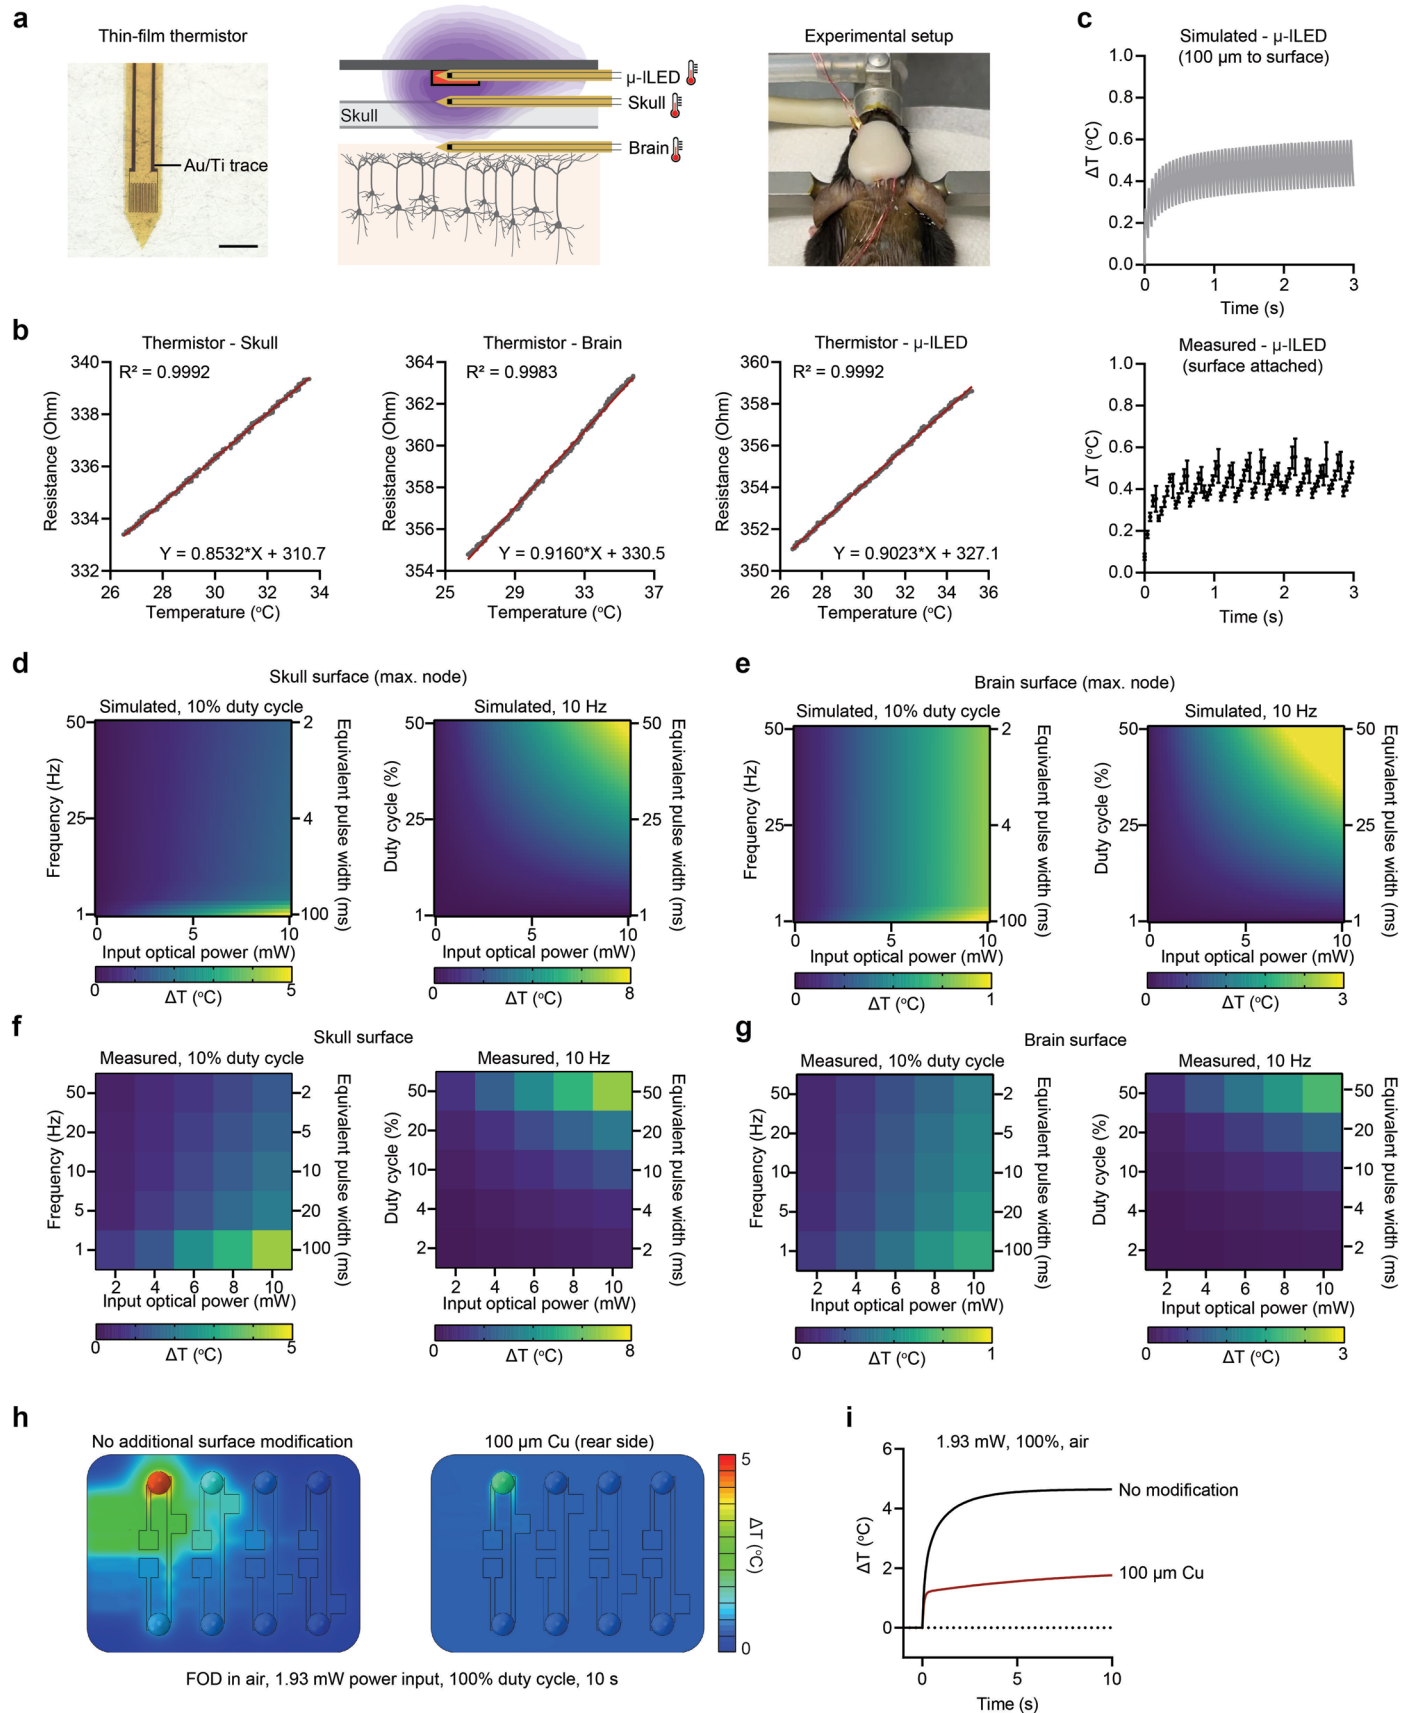 a
Thin-film thermistor
Au/Ti trace
μ-ILED
Skull
Skull
Brain
Experimental setup
c
Simulated - μ-ILED
(100 μm to surface)
1.0
0.8
0.6
0.4
0.2
0.0
ΔT (°C)
0 1 2 3
Time (s)
Measured - μ-ILED
(surface attached)
1.0
0.8
0.6
0.4
0.2
0.0
ΔT (°C)
0 1 2 3
Time (s)
b
Thermistor - Skull
R² = 0.9992
340
338
336
334
332
Resistance (Ohm)
Y = 0.8532*X + 310.7
26 28 30 32 34
Temperature (°C)
Thermistor - Brain
R² = 0.9983
364
362
360
358
356
354
Resistance (Ohm)
Y = 0.9160*X + 330.5
25 29 33 37
Temperature (°C)
Thermistor - μ-ILED
R² = 0.9992
360
358
356
354
352
350
Resistance (Ohm)
Y = 0.9023*X + 327.1
26 28 30 32 34 36
Temperature (°C)
d
Skull surface (max. node)
Simulated, 10% duty cycle
50
25
1
Frequency (Hz)
2
4
100
Equivalent pulse width (ms)
0 5 10
Input optical power (mW)
0 5
ΔT (°C)
Simulated, 10 Hz
50
25
1
Duty cycle (%)
50
25
1
Equivalent pulse width (ms)
0 5 10
Input optical power (mW)
0 8
ΔT (°C)
e
Brain surface (max. node)
Simulated, 10% duty cycle
50
25
1
Frequency (Hz)
2
4
100
Equivalent pulse width (ms)
0 5 10
Input optical power (mW)
0 1
ΔT (°C)
Simulated, 10 Hz
50
25
1
Duty cycle (%)
50
25
1
Equivalent pulse width (ms)
0 5 10
Input optical power (mW)
0 3
ΔT (°C)
f
Skull surface
Measured, 10% duty cycle
50
20
10
5
1
Frequency (Hz)
2
5
10
20
100
Equivalent pulse width (ms)
2 4 6 8 10
Input optical power (mW)
0 5
ΔT (°C)
Measured, 10 Hz
50
20
10
4
2
Duty cycle (%)
50
20
10
4
2
Equivalent pulse width (ms)
2 4 6 8 10
Input optical power (mW)
0 8
ΔT (°C)
g
Brain surface
Measured, 10% duty cycle
50
20
10
5
1
Frequency (Hz)
2
5
10
20
100
Equivalent pulse width (ms)
2 4 6 8 10
Input optical power (mW)
0 1
ΔT (°C)
Measured, 10 Hz
50
20
10
4
2
Duty cycle (%)
50
20
10
4
2
Equivalent pulse width (ms)
2 4 6 8 10
Input optical power (mW)
0 3
ΔT (°C)
h
No additional surface modification
100 μm Cu (rear side)
5
0
ΔT (°C)
FOD in air, 1.93 mW power input, 100% duty cycle, 10 s
i
1.93 mW, 100%, air
6
4
2
0
ΔT (°C)
No modification
100 μm Cu
0 5 10
Time (s)